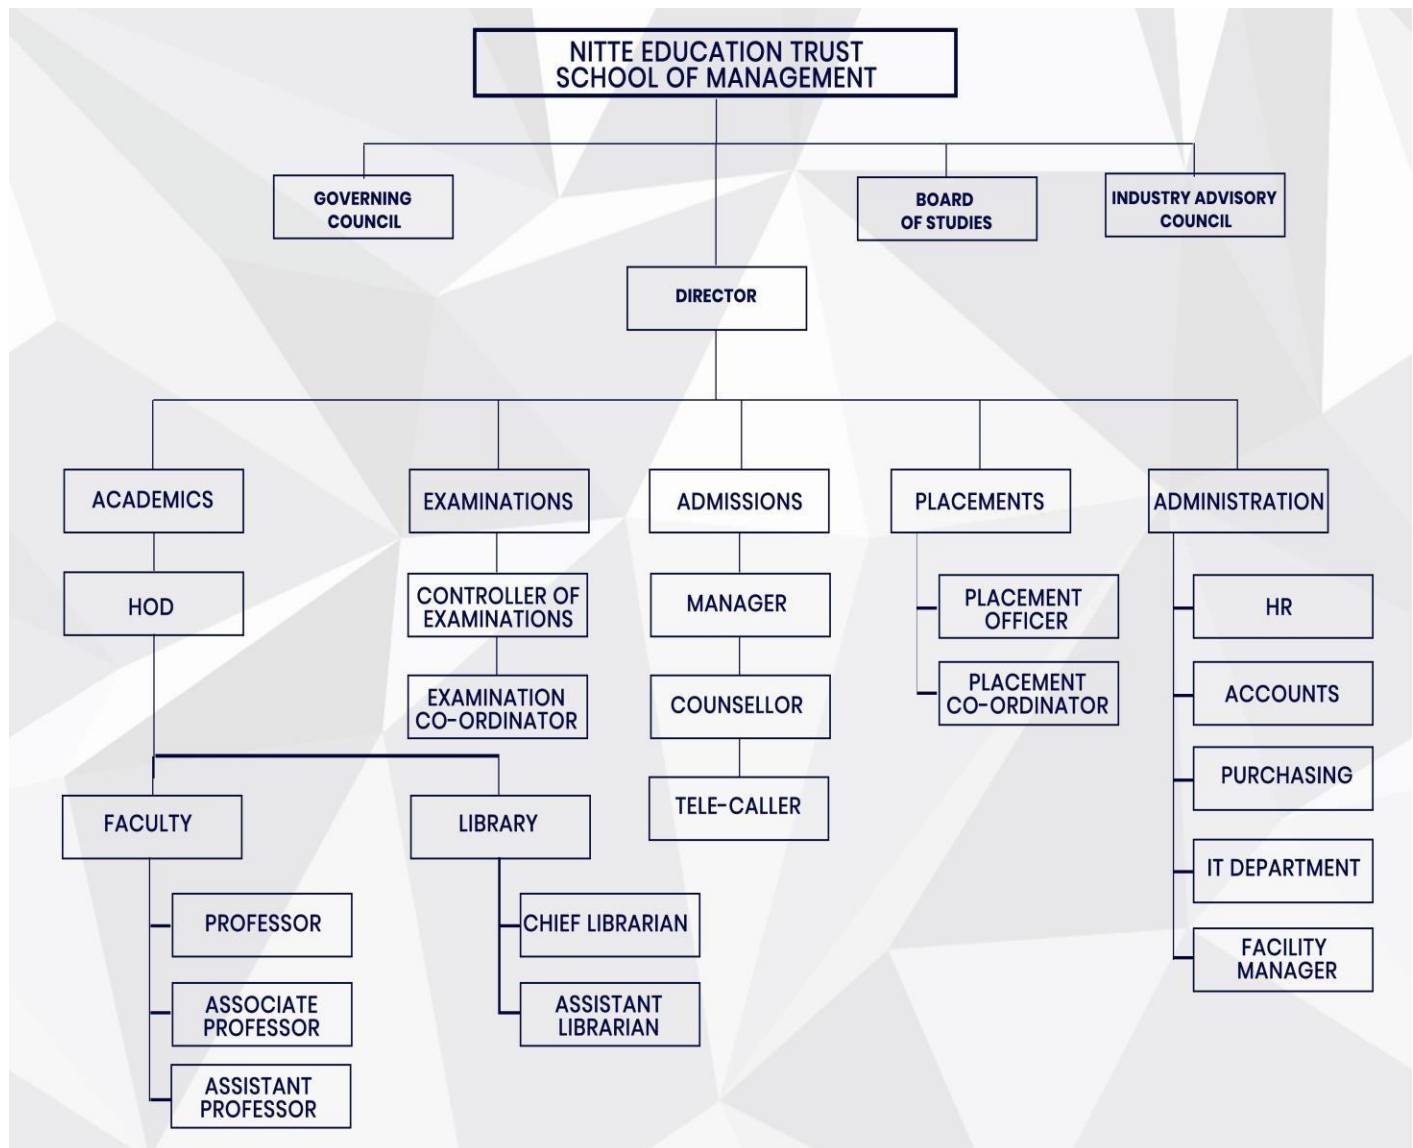 NITTE EDUCATION TRUST
SCHOOL OF MANAGEMENT
GOVERNING
COUNCIL
BOARD
OF STUDIES
INDUSTRY ADVISORY
COUNCIL
DIRECTOR
ACADEMICS
EXAMINATIONS
ADMISSIONS
PLACEMENTS
ADMINISTRATION
HOD
CONTROLLER OF
EXAMINATIONS
MANAGER
PLACEMENT
OFFICER
HR
EXAMINATION
CO-ORDINATOR
COUNSELLOR
PLACEMENT
CO-ORDINATOR
ACCOUNTS
FACULTY
LIBRARY
TELE-CALLER
PURCHASING
IT DEPARTMENT
PROFESSOR
CHIEF LIBRARIAN
FACILITY
MANAGER
ASSOCIATE
PROFESSOR
ASSISTANT
LIBRARIAN
ASSISTANT
PROFESSOR